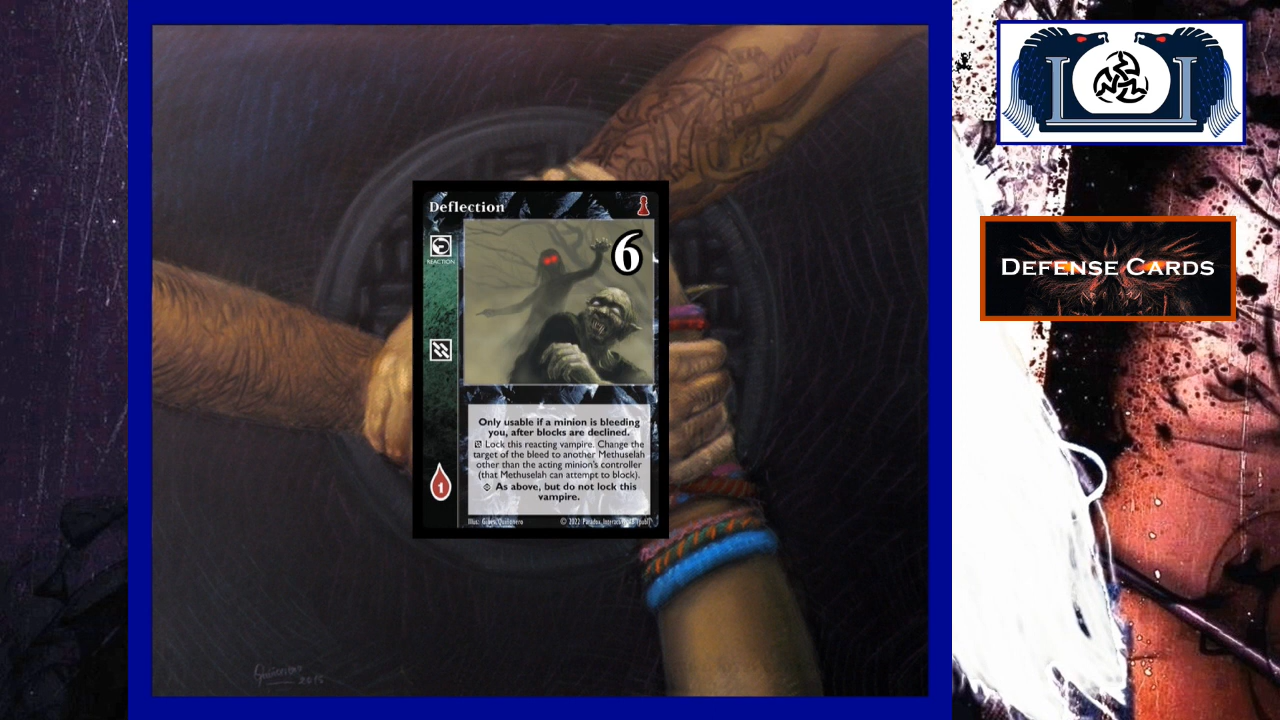 Deflection
6
REACTION
Only usable if a minion is bleeding
you, after blocks are declined.
Lock this reacting vampire. Change the
target of the bleed to another Methuselah
other than the acting minion's controller
(that Methuselah can attempt to block).
As above, but do not lock this
vampire.
1
DEFENSE CARDS
2015